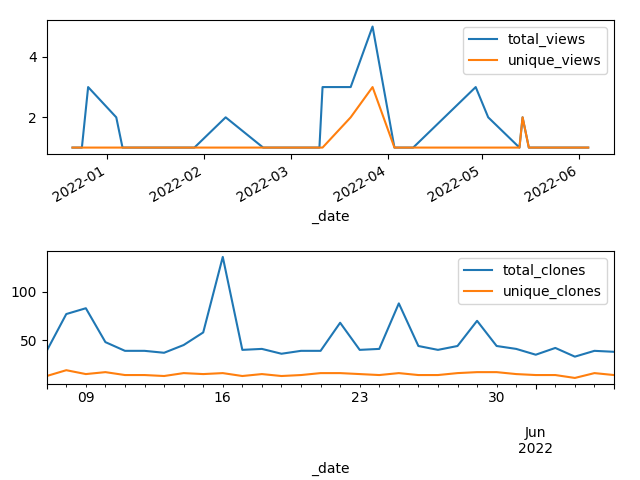 4
2
total_views
unique_views
2022-01
2022-02
2022-03
2022-04
2022-05
2022-06
_date
100
50
total_clones
unique_clones
09
16
23
30
Jun
2022
_date